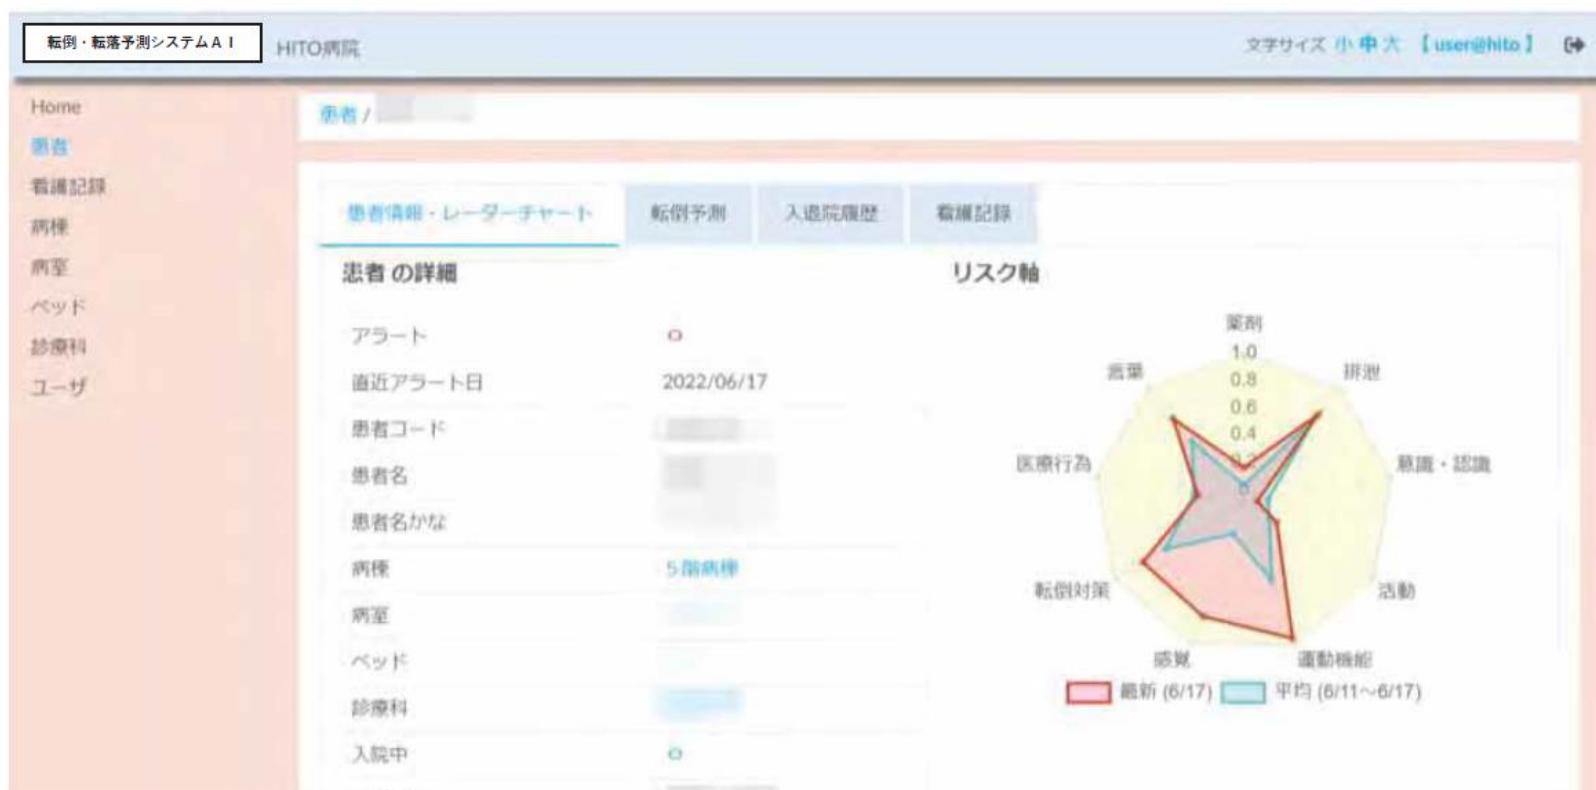 転倒・転落予測システムＡＩ
HITO病院
文字サイズ 小 中 大 【user@hito】
Home
患者
看護記録
病棟
病室
ベッド
診療科
ユーザ
患者 /
患者情報・レーダーチャート
転倒予測
入退院履歴
看護記録
患者 の詳細
アラート
直近アラート日 2022/06/17
患者コード
患者名
患者名かな
病棟 5階病棟
病室
ベッド
診療科
入院中
リスク軸
薬剤
排泄
意識・認識
活動
運動機能
感覚
転倒対策
医療行為
言葉
1.0
0.8
0.6
0.4
0.2
0
最新 (6/17) 平均 (6/11～6/17)